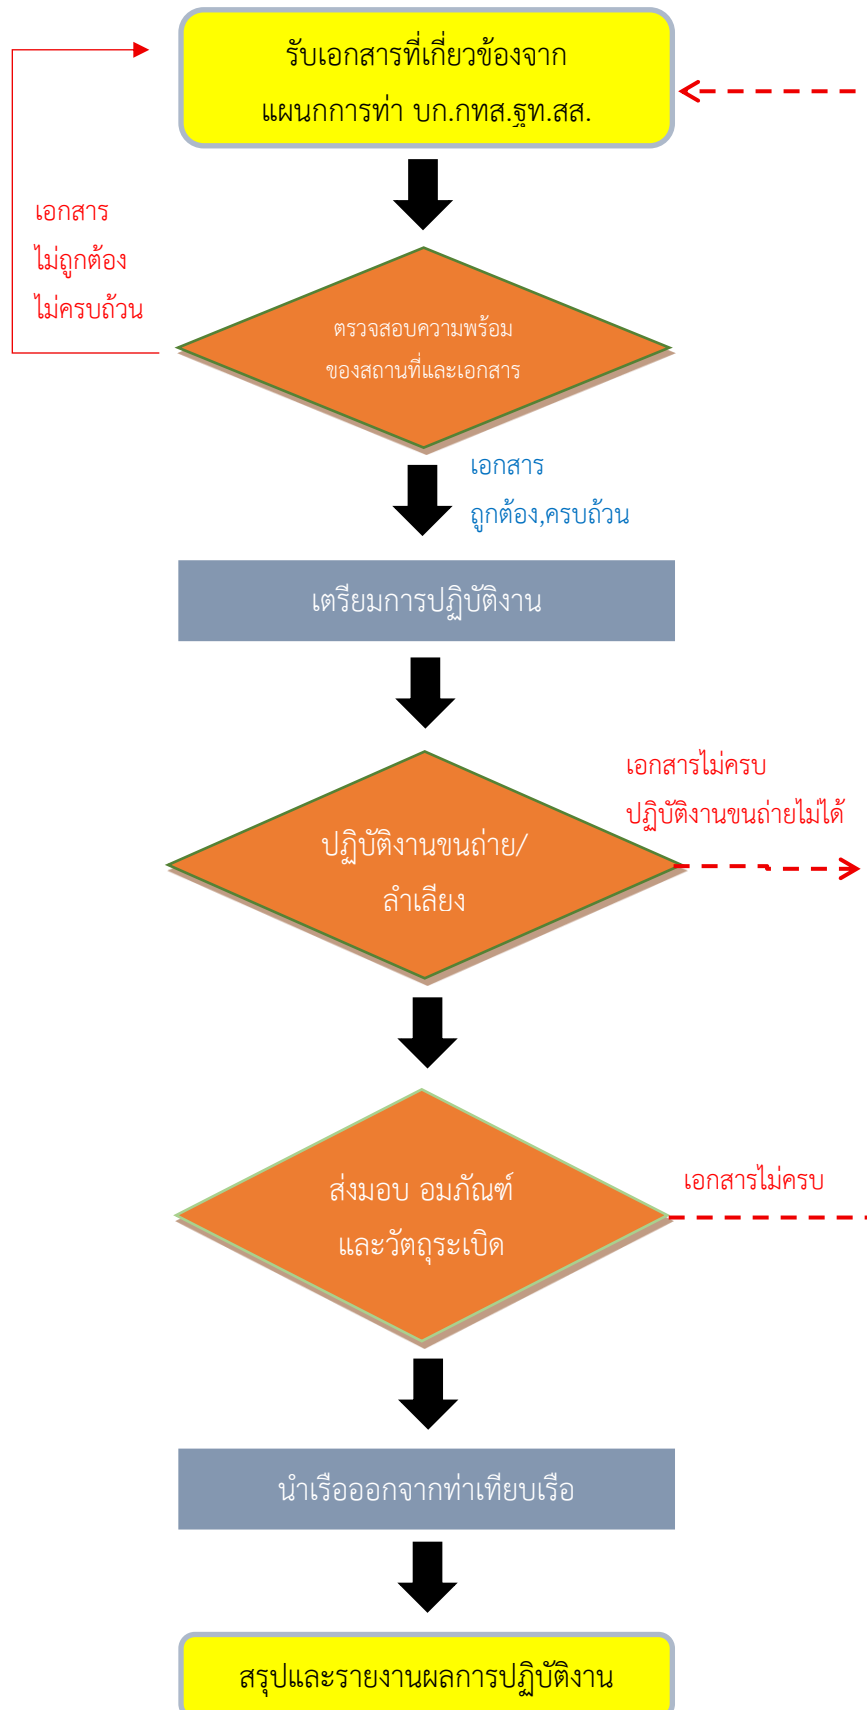 รับเอกสารที่เกี่ยวข้องจาก
แผนกการท่า บก.กทส.ฐท.สส.
เอกสาร
ไม่ถูกต้อง
ไม่ครบถ้วน
ตรวจสอบความพร้อม
ของสถานที่และเอกสาร
เอกสาร
ถูกต้อง,ครบถ้วน
เตรียมการปฏิบัติงาน
เอกสารไม่ครบ
ปฏิบัติงานขนถ่ายไม่ได้
ปฏิบัติงานขนถ่าย/
ลำเลียง
เอกสารไม่ครบ
ส่งมอบ อมภัณฑ์
และวัตถุระเบิด
นำเรือออกจากท่าเทียบเรือ
สรุปและรายงานผลการปฏิบัติงาน